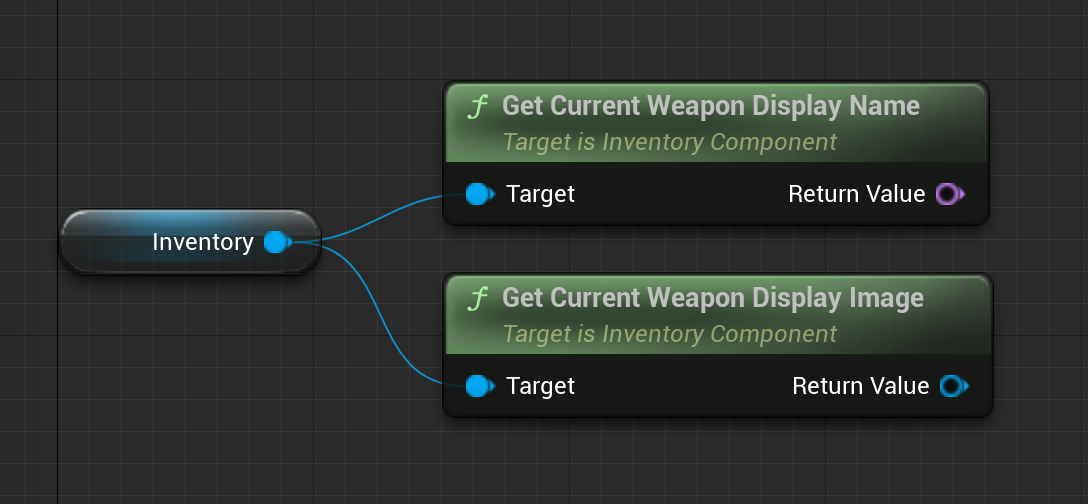 Inventory
f Get Current Weapon Display Name
Target is Inventory Component
Target Return Value
f Get Current Weapon Display Image
Target is Inventory Component
Target Return Value